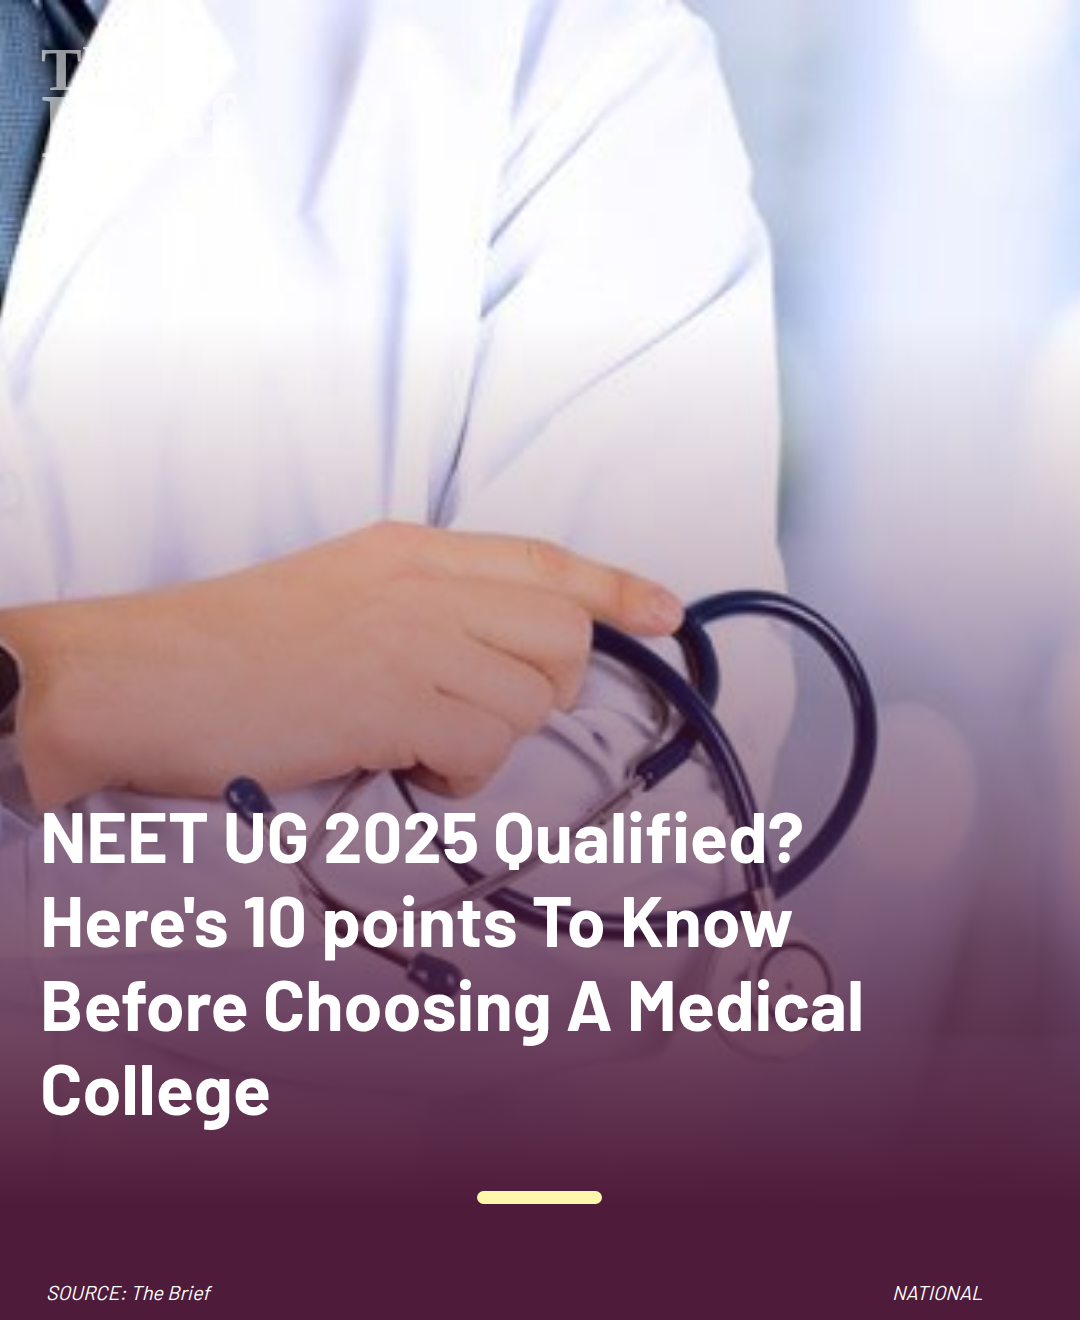 NEET UG 2025 Qualified?
Here's 10 points To Know
Before Choosing A Medical
College
SOURCE: The Brief
NATIONAL